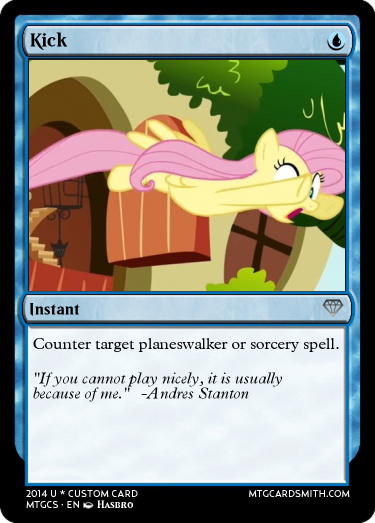 Kick
Instant
Counter target planeswalker or sorcery spell.
"If you cannot play nicely, it is usually
because of me." -Andres Stanton
2014 U * CUSTOM CARD
MTGCARDSMITH.COM
MTGCS · EN Hasbro